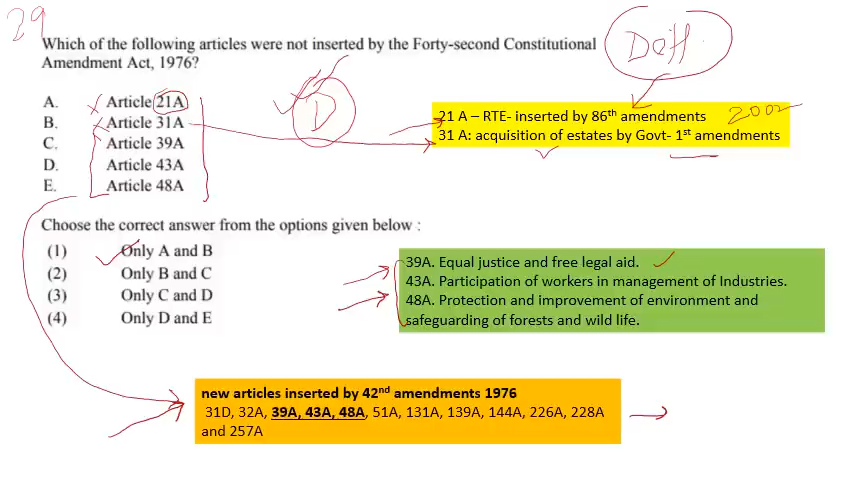 29
Which of the following articles were not inserted by the Forty-second Constitutional
Amendment Act, 1976?
Deff
A. Article 21A
B. Article 31A
C. Article 39A
D. Article 43A
E. Article 48A
D
21 A – RTE- inserted by 86th amendments 2002
31 A: acquisition of estates by Govt- 1st amendments
Choose the correct answer from the options given below :
(1) Only A and B
(2) Only B and C
(3) Only C and D
(4) Only D and E
39A. Equal justice and free legal aid.
43A. Participation of workers in management of Industries.
48A. Protection and improvement of environment and
safeguarding of forests and wild life.
new articles inserted by 42nd amendments 1976
31D, 32A, 39A, 43A, 48A, 51A, 131A, 139A, 144A, 226A, 228A
and 257A